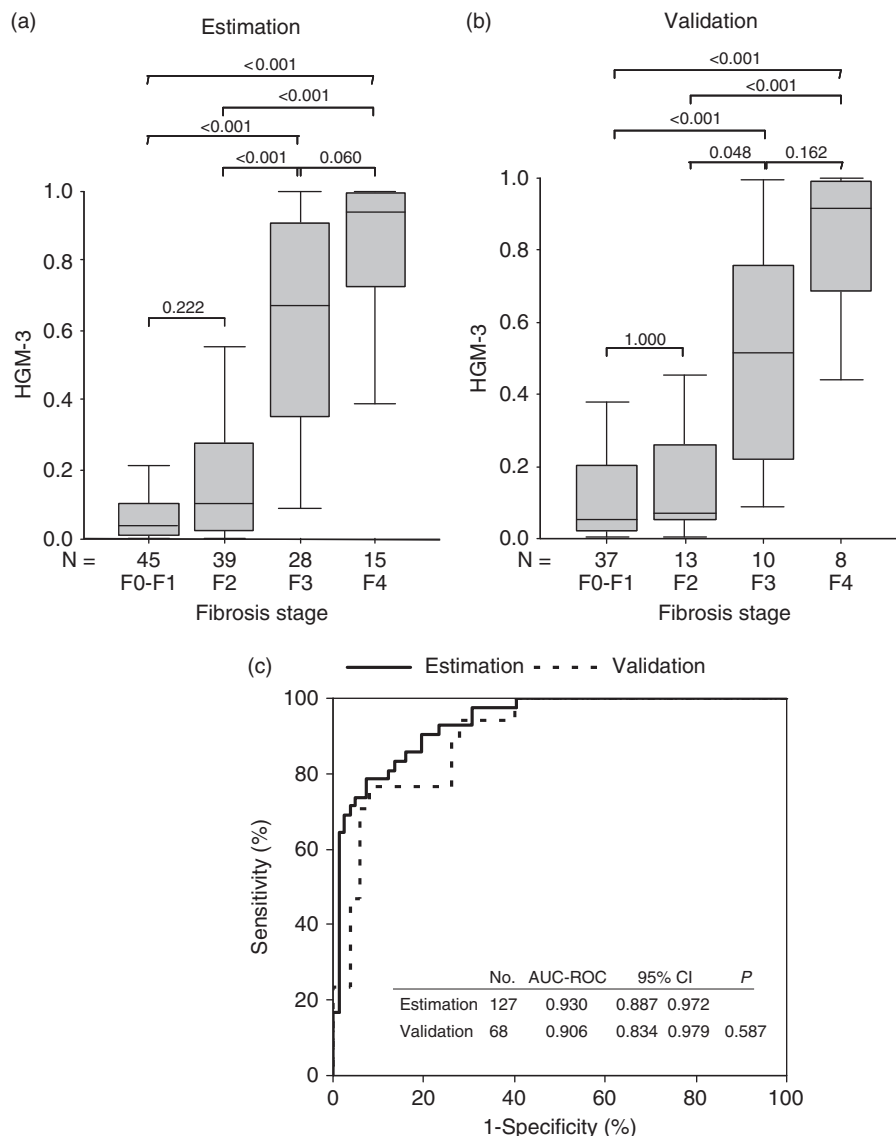 (a)
Estimation
<0.001
<0.001
<0.001
<0.001 0.060
0.222
HGM-3
1.0
0.8
0.6
0.4
0.2
0.0
N = 45 39 28 15
F0-F1 F2 F3 F4
Fibrosis stage
(b)
Validation
<0.001
<0.001
<0.001
0.048 0.162
1.000
HGM-3
1.0
0.8
0.6
0.4
0.2
0.0
N = 37 13 10 8
F0-F1 F2 F3 F4
Fibrosis stage
(c)
Estimation Validation
Sensitivity (%)
100
80
60
40
20
0
No. AUC-ROC 95% CI P
Estimation 127 0.930 0.887 0.972
Validation 68 0.906 0.834 0.979 0.587
0 20 40 60 80 100
1-Specificity (%)